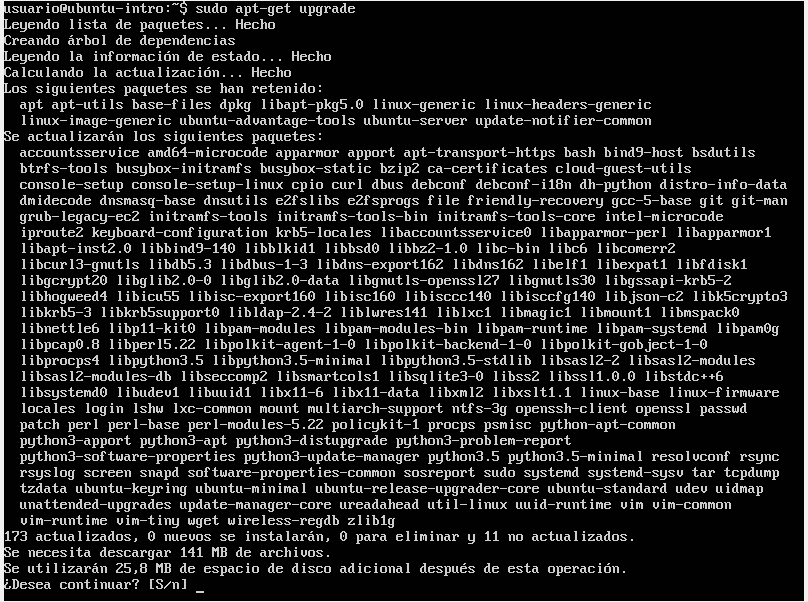 usuario@ubuntu-intro:~$ sudo apt-get upgrade
Leyendo lista de paquetes... Hecho
Creando árbol de dependencias
Leyendo la información de estado... Hecho
Calculando la actualización... Hecho
Los siguientes paquetes se han retenido:
  apt apt-utils base-files dpkg libapt-pkg5.0 linux-generic linux-headers-generic
  linux-image-generic ubuntu-advantage-tools ubuntu-server update-notifier-common
Se actualizarán los siguientes paquetes:
  accountsservice amd64-microcode apparmor apport apt-transport-https bash bind9-host bsdutils
  btrfs-tools busybox-initramfs busybox-static bzip2 ca-certificates cloud-guest-utils
  console-setup console-setup-linux cpio curl dbus debconf debconf-i18n dh-python distro-info-data
  dmidecode dnsmasq-base dnsutils e2fslibs e2fsprogs file friendly-recovery gcc-5-base git git-man
  grub-legacy-ec2 initramfs-tools initramfs-tools-bin initramfs-tools-core intel-microcode
  iproute2 keyboard-configuration krb5-locales libaccountsservice0 libapparmor-perl libapparmor1
  libapt-inst2.0 libbind9-140 libblkid1 libbsd0 libbz2-1.0 libc-bin libc6 libcomerr2
  libcurl3-gnutls libdb5.3 libdbus-1-3 libdns-export162 libdns162 libelf1 libexpat1 libfdisk1
  libgcrypt20 libglib2.0-0 libglib2.0-data libgnutls-openssl27 libgnutls30 libgssapi-krb5-2
  libhogweed4 libicu55 libisc-export160 libisc160 libisccc140 libisccfg140 libjson-c2 libk5crypto3
  libkrb5-3 libkrb5support0 libldap-2.4-2 liblwres141 liblxc1 libmagic1 libmount1 libmspack0
  libnettle6 libp11-kit0 libpam-modules libpam-modules-bin libpam-runtime libpam-systemd libpam0g
  libpcap0.8 libperl5.22 libpolkit-agent-1-0 libpolkit-backend-1-0 libpolkit-gobject-1-0
  libprocps4 libpython3.5 libpython3.5-minimal libpython3.5-stdlib libsasl2-2 libsasl2-modules
  libsasl2-modules-db libseccomp2 libsmartcols1 libsqlite3-0 libss2 libssl1.0.0 libstdc++6
  libsystemd0 libudev1 libuuid1 libx11-6 libx11-data libxml2 libxslt1.1 linux-base linux-firmware
  locales login lshw lxc-common mount multiarch-support ntfs-3g openssh-client openssl passwd
  patch perl perl-base perl-modules-5.22 policykit-1 procps psmisc python-apt-common
  python3-apport python3-apt python3-distupgrade python3-problem-report
  python3-software-properties python3-update-manager python3.5 python3.5-minimal resolvconf rsync
  rsyslog screen snapd software-properties-common sosreport sudo systemd systemd-sysv tar tcpdump
  tzdata ubuntu-keyring ubuntu-minimal ubuntu-release-upgrader-core ubuntu-standard udev uidmap
  unattended-upgrades update-manager-core ureadahead util-linux uuid-runtime vim vim-common
  vim-runtime vim-tiny wget wireless-regdb zlib1g
173 actualizados, 0 nuevos se instalarán, 0 para eliminar y 11 no actualizados.
Se necesita descargar 141 MB de archivos.
Se utilizarán 25,8 MB de espacio de disco adicional después de esta operación.
¿Desea continuar? [S/n] _